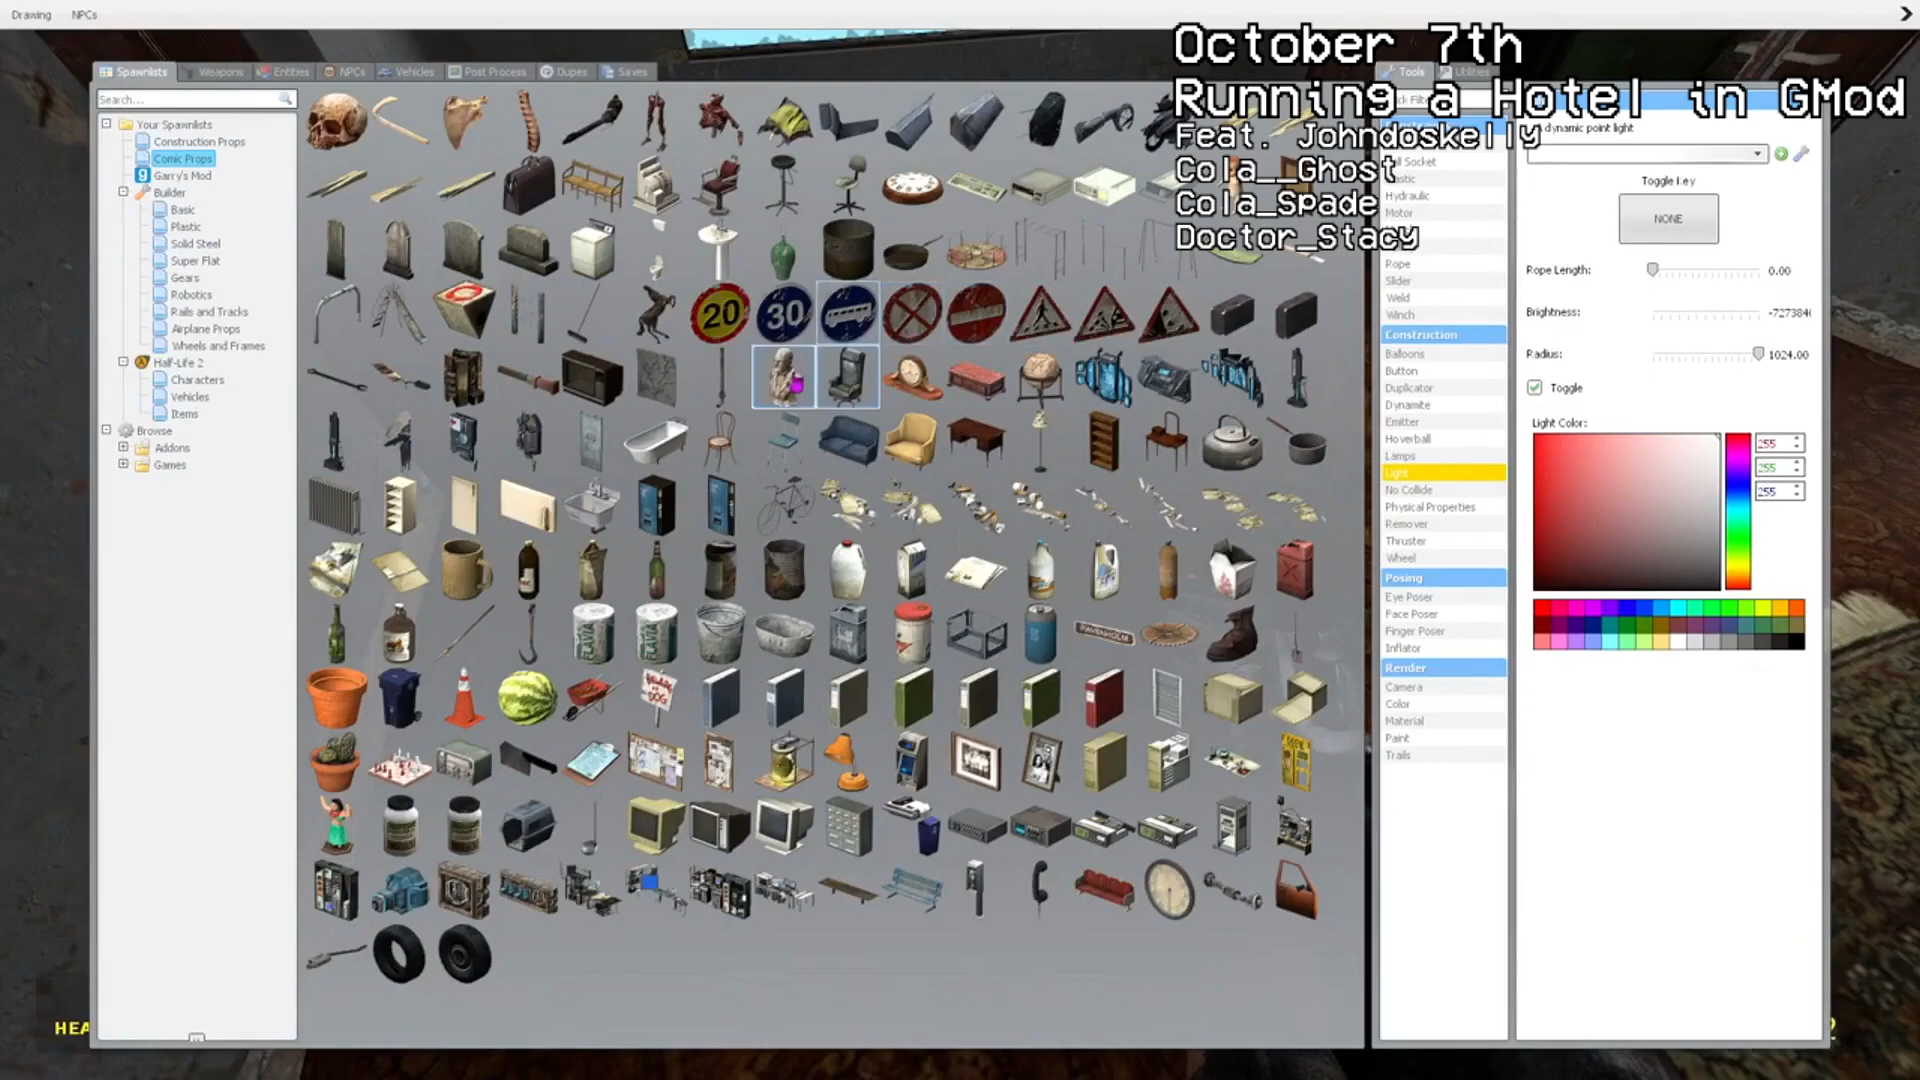 Drawing NPCs
October 7th
Running a Hotel in GMod
Feat. Johndoskelly
Cola__Ghost
Cola_Spade
Doctor_Stacy
Spawnlists Weapons Entities NPCs Vehicles Post Process Dupes Saves
Search...
Your Spawnlists
Construction Props
Comic Props
Garry's Mod
Builder
Basic
Plastic
Solid Steel
Super Flat
Gears
Robotics
Rails and Tracks
Airplane Props
Wheels and Frames
Half-Life 2
Characters
Vehicles
Items
Browse
Addons
Games
20
30
RAVENHOLM
Tools Utilities
Hydraulic
Motor
Rope
Slider
Weld
Winch
Construction
Balloons
Button
Duplicator
Dynamite
Emitter
Hoverball
Lamps
Light
No Collide
Physical Properties
Remover
Thruster
Wheel
Posing
Eye Poser
Face Poser
Finger Poser
Inflator
Render
Camera
Color
Material
Paint
Trails
dynamic point light
Toggle Key
NONE
Rope Length: 0.00
Brightness:
Radius: 1024.00
Toggle
Light Color:
255
255
255
HEA